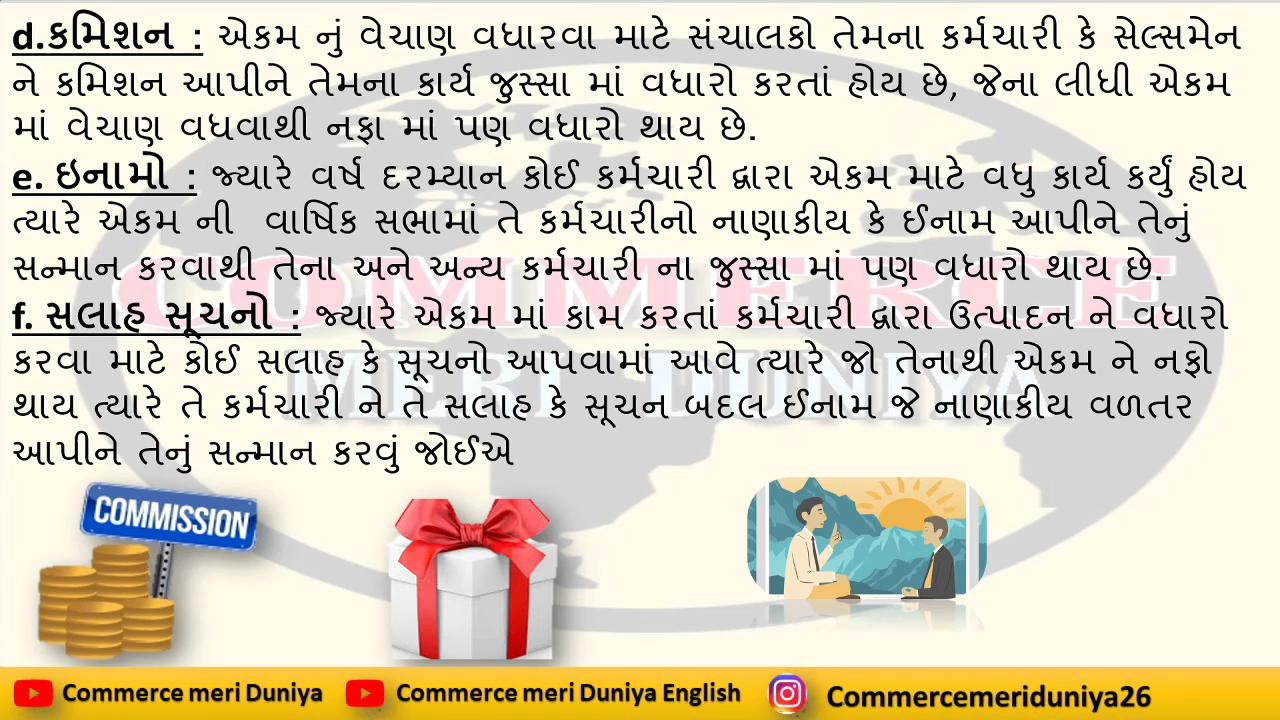 d.કમિશન : એકમ નું વેચાણ વધારવા માટે સંચાલકો તેમના કર્મચારી કે સેલ્સમેન
ને કમિશન આપીને તેમના કાર્ય જુસ્સા માં વધારો કરતાં હોય છે, જેના લીધી એકમ
માં વેચાણ વધવાથી નફા માં પણ વધારો થાય છે.
e. ઇનામો : જ્યારે વર્ષ દરમ્યાન કોઈ કર્મચારી દ્વારા એકમ માટે વધુ કાર્ય કર્યું હોય
ત્યારે એકમ ની વાર્ષિક સભામાં તે કર્મચારીનો નાણાકીય કે ઈનામ આપીને તેનું
સન્માન કરવાથી તેના અને અન્ય કર્મચારી ના જુસ્સા માં પણ વધારો થાય છે.
f. સલાહ સૂચનો : જ્યારે એકમ માં કામ કરતાં કર્મચારી દ્વારા ઉત્પાદન ને વધારો
કરવા માટે કોઈ સલાહ કે સૂચનો આપવામાં આવે ત્યારે જો તેનાથી એકમ ને નફો
થાય ત્યારે તે કર્મચારી ને તે સલાહ કે સૂચન બદલ ઈનામ જે નાણાકીય વળતર
આપીને તેનું સન્માન કરવું જોઈએ
COMMERCE
MERI DUNIYA
COMMISSION
Commerce meri Duniya
Commerce meri Duniya English
Commercemeriduniya26